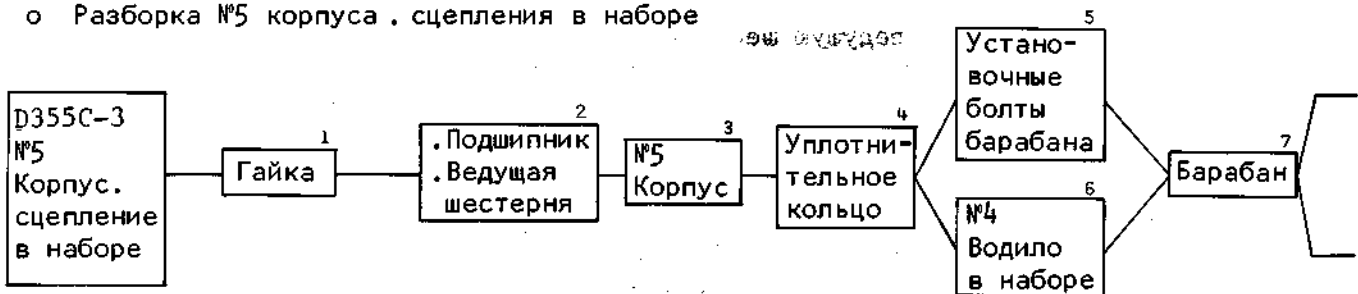 o Разборка №5 корпуса . сцепления в наборе
D355C-3
№5
Корпус.
сцепление
в наборе
1
Гайка
2
.Подшипник
.Ведущая
шестерня
3
№5
Корпус
4
Уплотни-
тельное
кольцо
5
Устано-
вочные
болты
барабана
6
№4
Водило
в наборе
7
Барабан